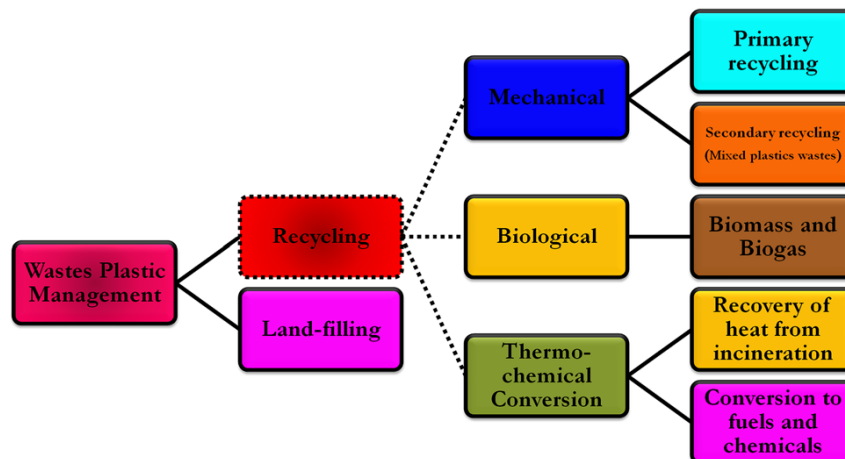 Wastes Plastic
Management
Recycling
Land-filling
Mechanical
Biological
Thermo-
chemical
Conversion
Primary
recycling
Secondary recycling
(Mixed plastics wastes)
Biomass and
Biogas
Recovery of
heat from
incineration
Conversion to
fuels and
chemicals